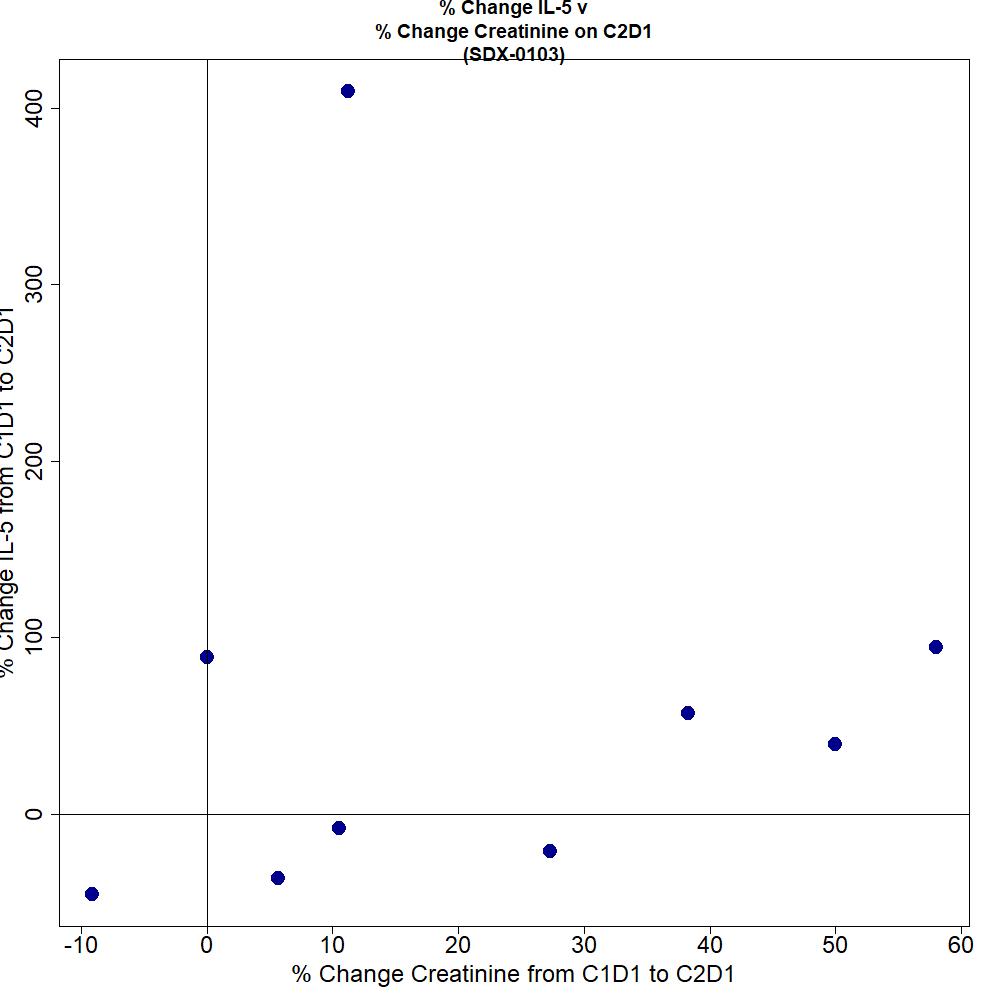 % Change IL-5 v
% Change Creatinine on C2D1
(SDX-0103)
% Change IL-5 from C1D1 to C2D1
400
300
200
100
0
-10 0 10 20 30 40 50 60
% Change Creatinine from C1D1 to C2D1